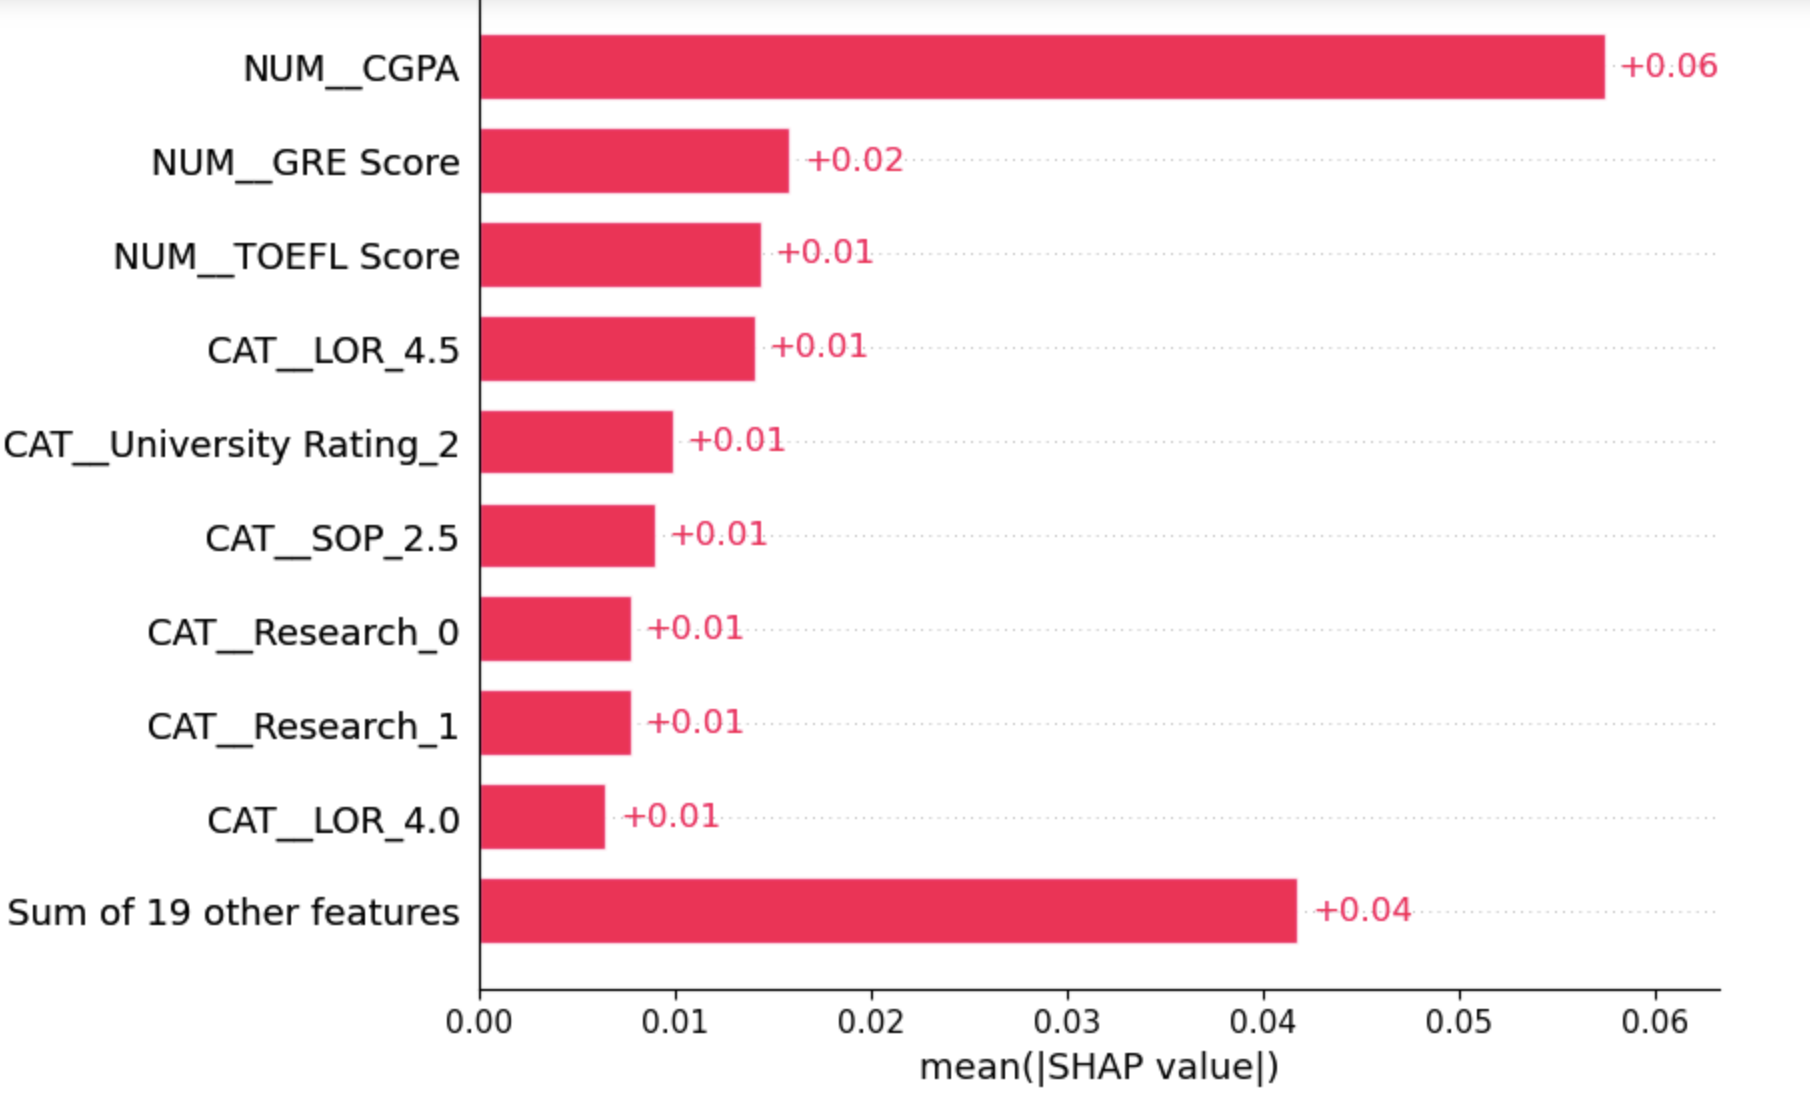 NUM__CGPA +0.06
NUM__GRE Score +0.02
NUM__TOEFL Score +0.01
CAT__LOR_4.5 +0.01
CAT__University Rating_2 +0.01
CAT__SOP_2.5 +0.01
CAT__Research_0 +0.01
CAT__Research_1 +0.01
CAT__LOR_4.0 +0.01
Sum of 19 other features +0.04
0.00 0.01 0.02 0.03 0.04 0.05 0.06
mean(|SHAP value|)